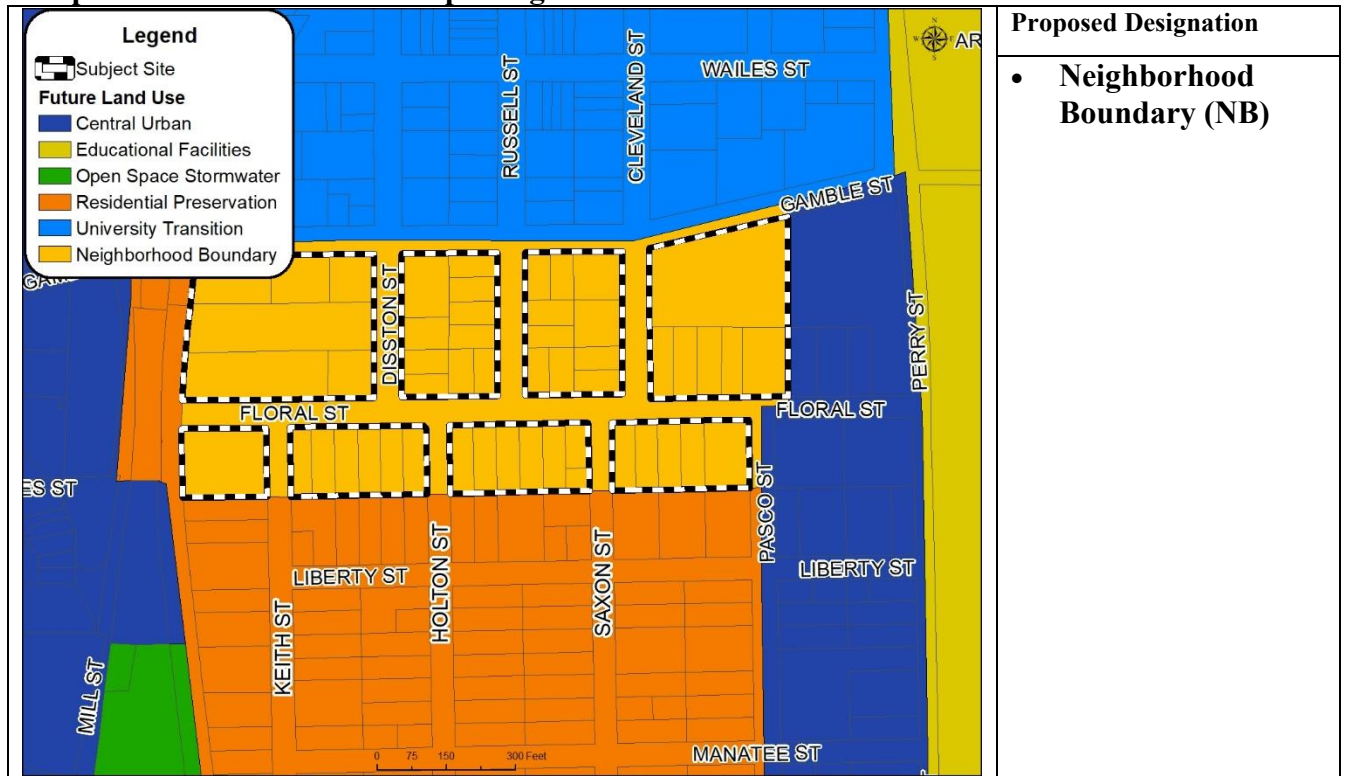 Legend
Subject Site
Future Land Use
Central Urban
Educational Facilities
Open Space Stormwater
Residential Preservation
University Transition
Neighborhood Boundary
N
W
E
S
AR
WAILES ST
RUSSELL ST
CLEVELAND ST
GAMBLE ST
DISSTON ST
PERRY ST
FLORAL ST
FLORAL ST
ES ST
PASCO ST
LIBERTY ST
LIBERTY ST
HOLTON ST
SAXON ST
KEITH ST
MILL ST
0 75 150 300 Feet
MANATEE ST
Proposed Designation
• Neighborhood
Boundary (NB)